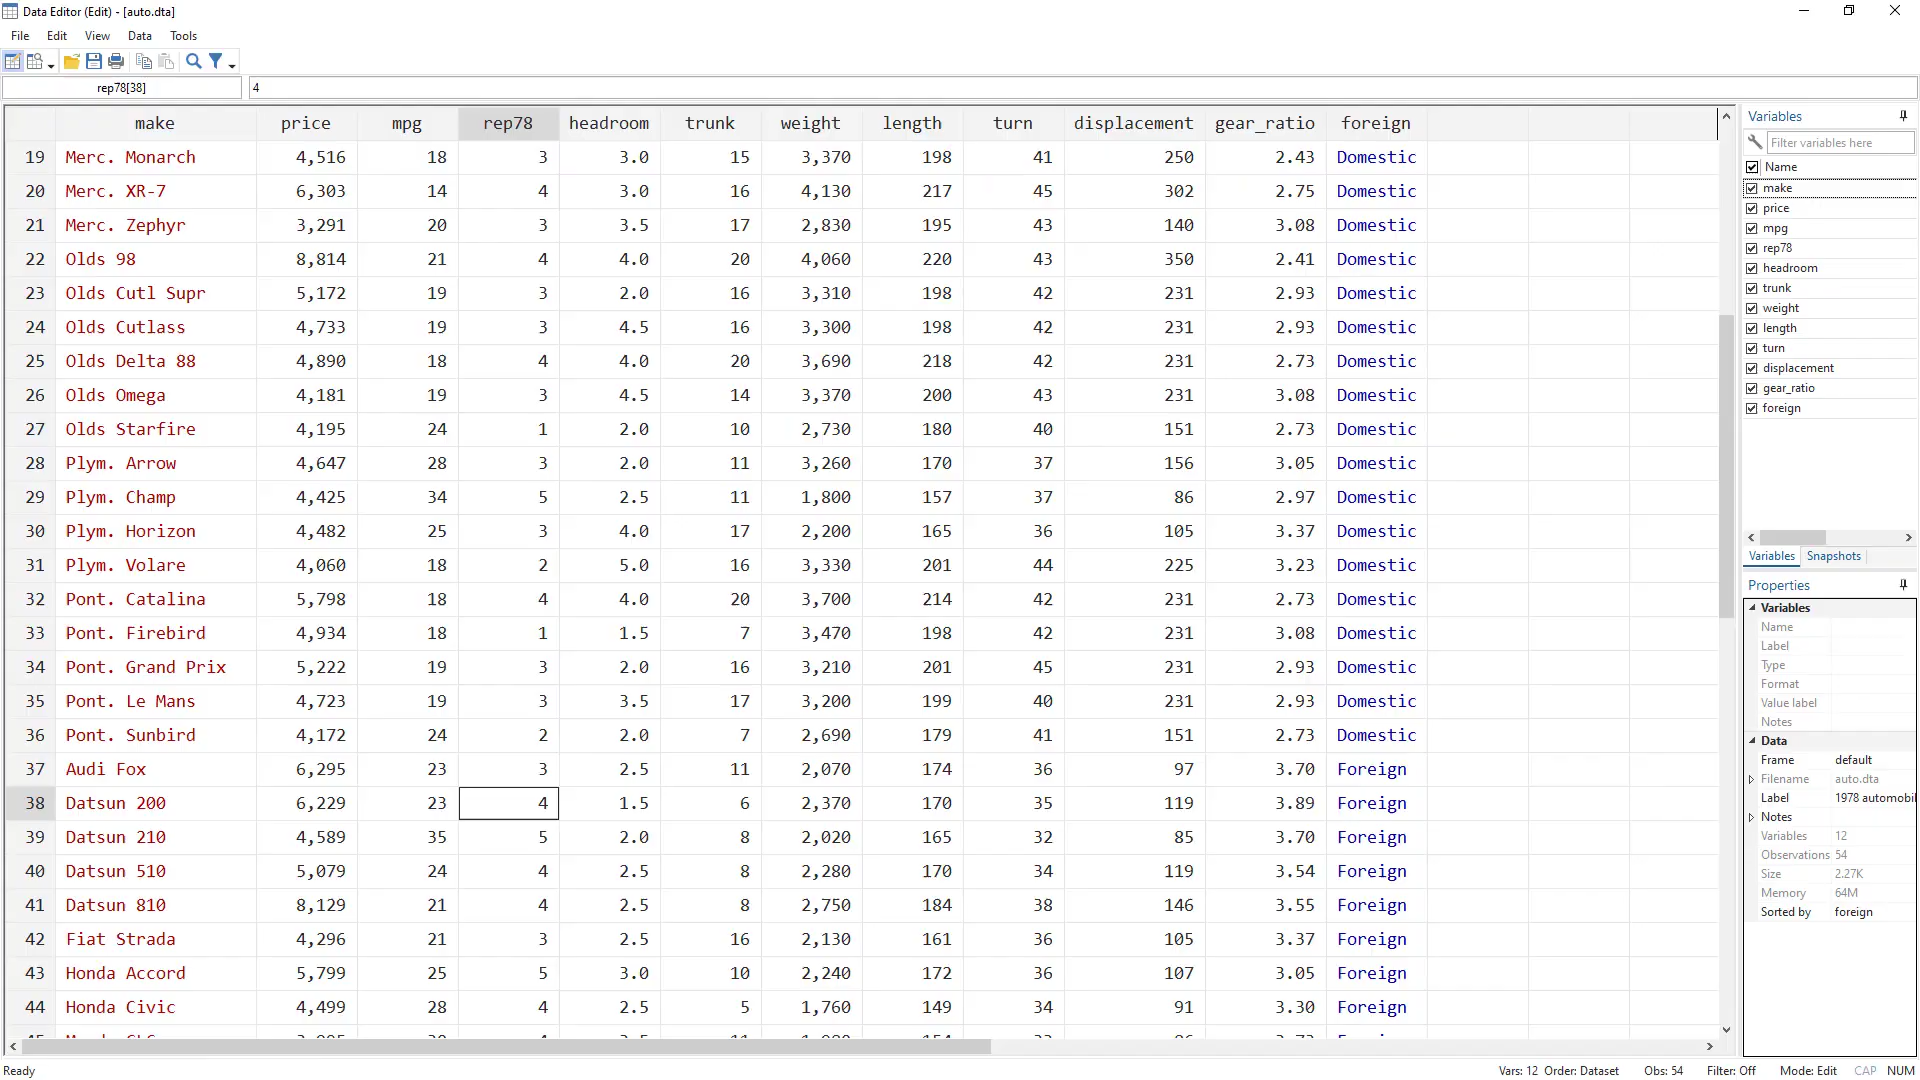 Data Editor (Edit) - [auto.dta]
File Edit View Data Tools
rep78[38] 4
make price mpg rep78 headroom trunk weight length turn displacement gear_ratio foreign
19 Merc. Monarch 4,516 18 3 3.0 15 3,370 198 41 250 2.43 Domestic
20 Merc. XR-7 6,303 14 4 3.0 16 4,130 217 45 302 2.75 Domestic
21 Merc. Zephyr 3,291 20 3 3.5 17 2,830 195 43 140 3.08 Domestic
22 Olds 98 8,814 21 4 4.0 20 4,060 220 43 350 2.41 Domestic
23 Olds Cutl Supr 5,172 19 3 2.0 16 3,310 198 42 231 2.93 Domestic
24 Olds Cutlass 4,733 19 3 4.5 16 3,300 198 42 231 2.93 Domestic
25 Olds Delta 88 4,890 18 4 4.0 20 3,690 218 42 231 2.73 Domestic
26 Olds Omega 4,181 19 3 4.5 14 3,370 200 43 231 3.08 Domestic
27 Olds Starfire 4,195 24 1 2.0 10 2,730 180 40 151 2.73 Domestic
28 Plym. Arrow 4,647 28 3 2.0 11 3,260 170 37 156 3.05 Domestic
29 Plym. Champ 4,425 34 5 2.5 11 1,800 157 37 86 2.97 Domestic
30 Plym. Horizon 4,482 25 3 4.0 17 2,200 165 36 105 3.37 Domestic
31 Plym. Volare 4,060 18 2 5.0 16 3,330 201 44 225 3.23 Domestic
32 Pont. Catalina 5,798 18 4 4.0 20 3,700 214 42 231 2.73 Domestic
33 Pont. Firebird 4,934 18 1 1.5 7 3,470 198 42 231 3.08 Domestic
34 Pont. Grand Prix 5,222 19 3 2.0 16 3,210 201 45 231 2.93 Domestic
35 Pont. Le Mans 4,723 19 3 3.5 17 3,200 199 40 231 2.93 Domestic
36 Pont. Sunbird 4,172 24 2 2.0 7 2,690 179 41 151 2.73 Domestic
37 Audi Fox 6,295 23 3 2.5 11 2,070 174 36 97 3.70 Foreign
38 Datsun 200 6,229 23 4 1.5 6 2,370 170 35 119 3.89 Foreign
39 Datsun 210 4,589 35 5 2.0 8 2,020 165 32 85 3.70 Foreign
40 Datsun 510 5,079 24 4 2.5 8 2,280 170 34 119 3.54 Foreign
41 Datsun 810 8,129 21 4 2.5 8 2,750 184 38 146 3.55 Foreign
42 Fiat Strada 4,296 21 3 2.5 16 2,130 161 36 105 3.37 Foreign
43 Honda Accord 5,799 25 5 3.0 10 2,240 172 36 107 3.05 Foreign
44 Honda Civic 4,499 28 4 2.5 5 1,760 149 34 91 3.30 Foreign
Variables
Filter variables here
Name
make
price
mpg
rep78
headroom
trunk
weight
length
turn
displacement
gear_ratio
foreign
Variables Snapshots
Properties
Variables
Name
Label
Type
Format
Value label
Notes
Data
Frame default
Filename auto.dta
Label 1978 automobil
Notes
Variables 12
Observations 54
Size 2.27K
Memory 64M
Sorted by foreign
Ready Vars: 12 Order: Dataset Obs: 54 Filter: Off Mode: Edit CAP NUM